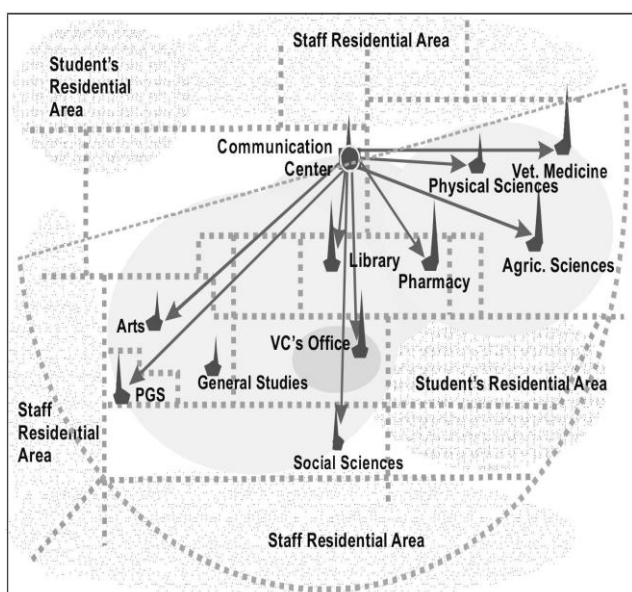 Staff Residential Area
Student's
Residential
Area
Communication
Center
Vet. Medicine
Physical Sciences
Library
Agric. Sciences
Pharmacy
Arts
VC's Office
General Studies
Student's Residential Area
PGS
Staff
Residential
Area
Social Sciences
Staff Residential Area